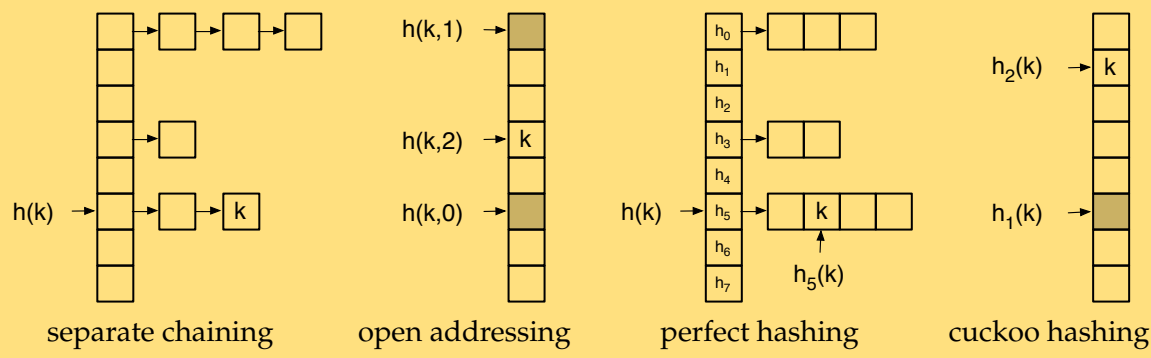 h(k)
k
separate chaining
h(k,1)
h(k,2)
k
h(k,0)
open addressing
h₀
h₁
h₂
h₃
h₄
h(k)
h₅
k
h₆
h₅(k)
h₇
perfect hashing
h₂(k)
k
h₁(k)
cuckoo hashing